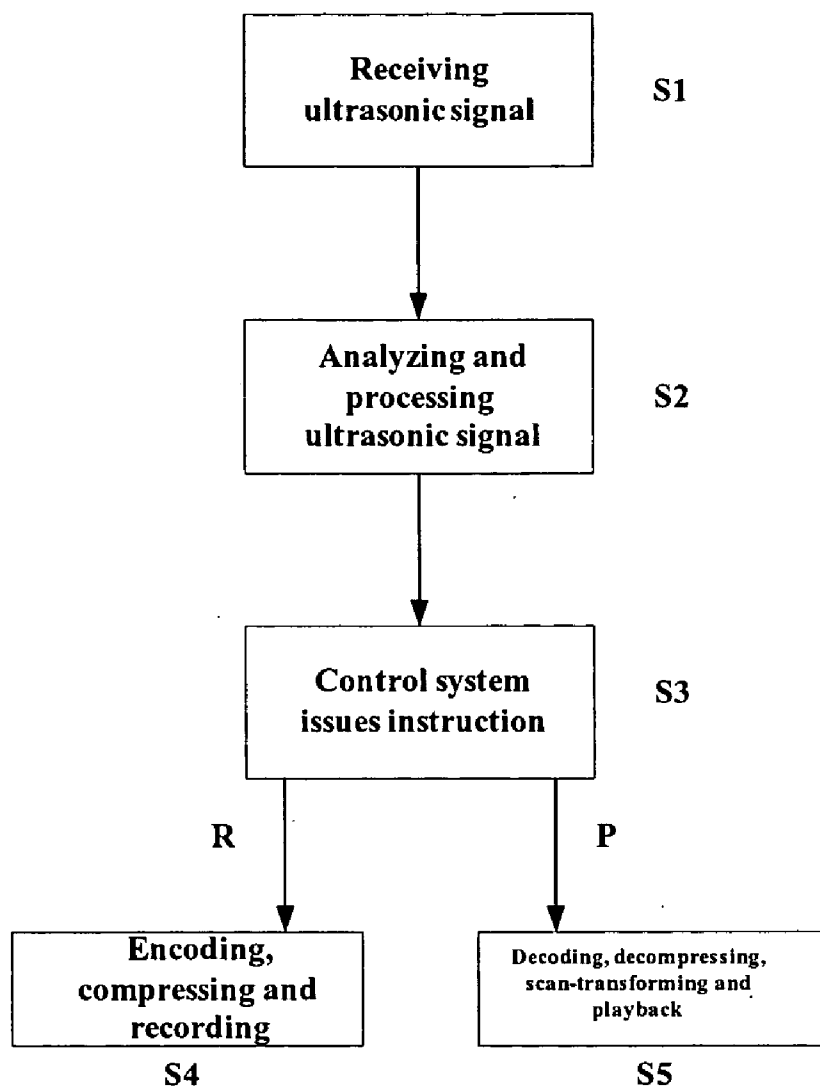 Receiving
ultrasonic signal
S1
Analyzing and
processing
ultrasonic signal
S2
Control system
issues instruction
S3
R
P
Encoding,
compressing and
recording
S4
Decoding, decompressing,
scan-transforming and
playback
S5